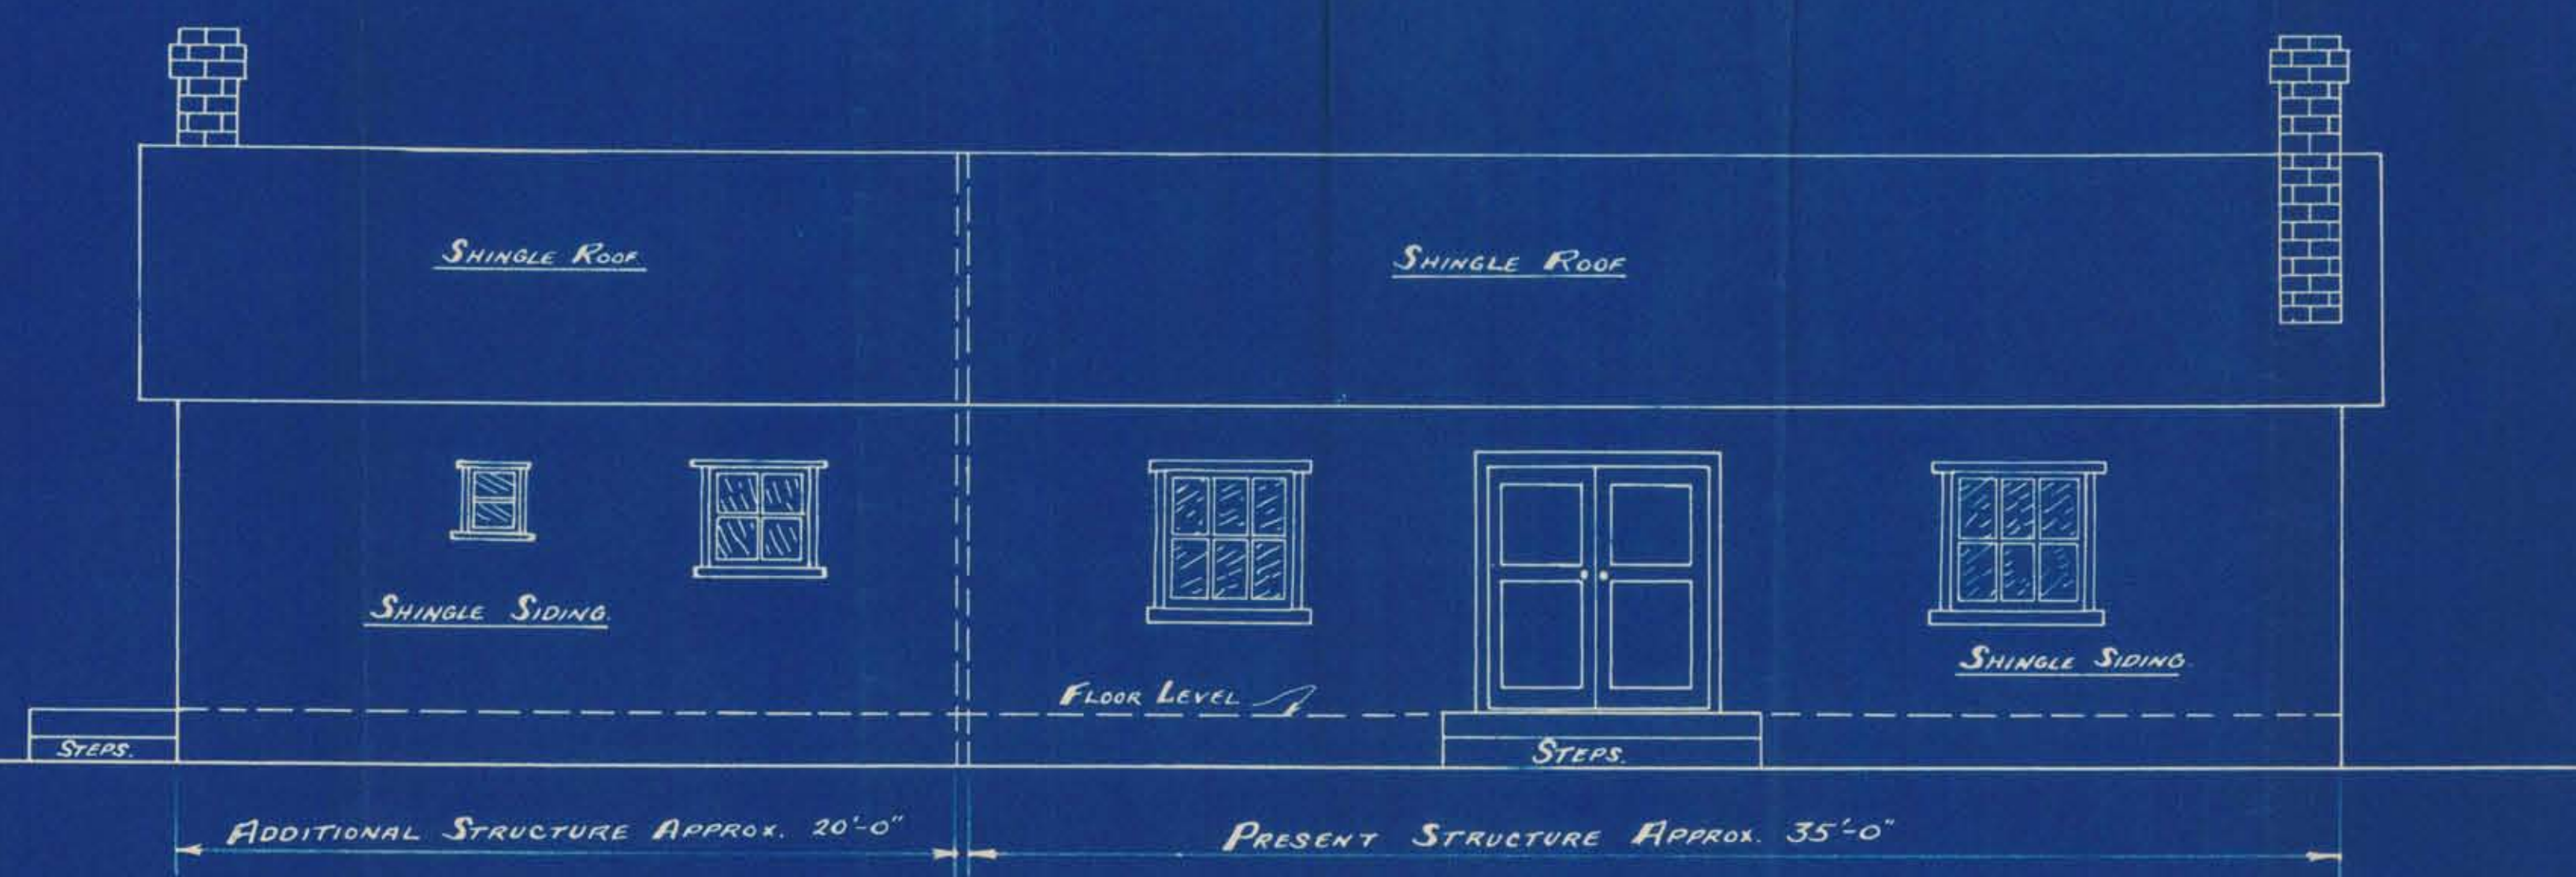 SHINGLE ROOF
SHINGLE ROOF
SHINGLE SIDING.
SHINGLE SIDING
FLOOR LEVEL
STEPS.
STEPS.
ADDITIONAL STRUCTURE APPROX. 20'-0"
PRESENT STRUCTURE APPROX. 35'-0"